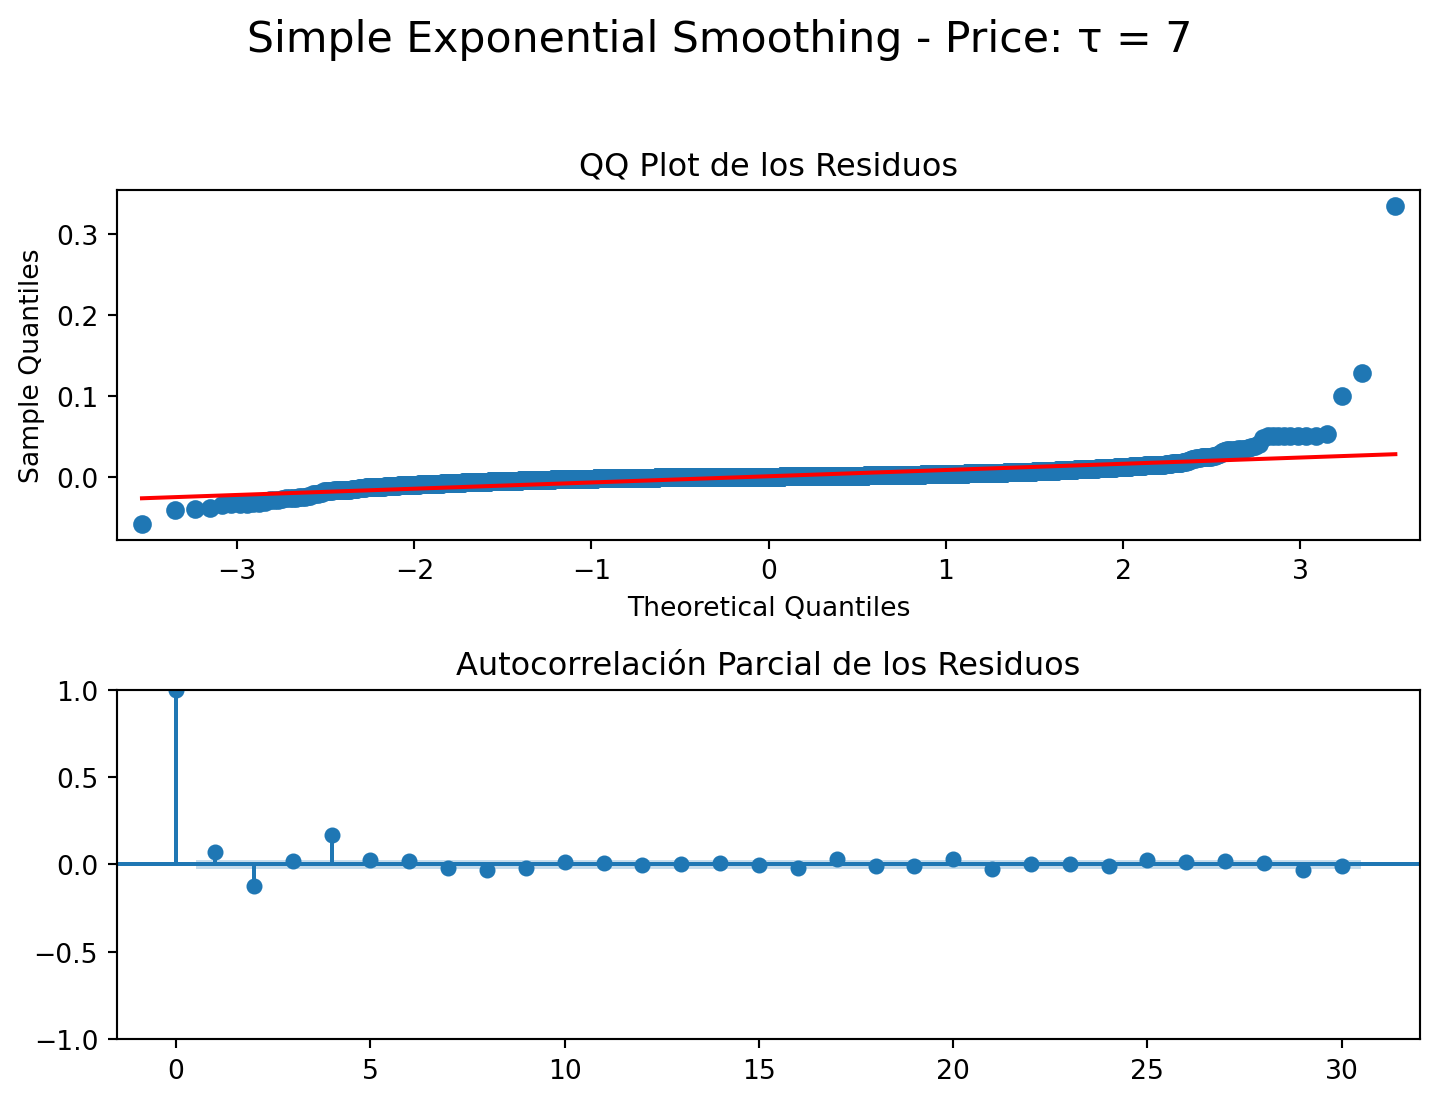 Simple Exponential Smoothing - Price: τ = 7
QQ Plot de los Residuos
Sample Quantiles
0.3
0.2
0.1
0.0
−3 −2 −1 0 1 2 3
Theoretical Quantiles
Autocorrelación Parcial de los Residuos
1.0
0.5
0.0
−0.5
−1.0
0 5 10 15 20 25 30